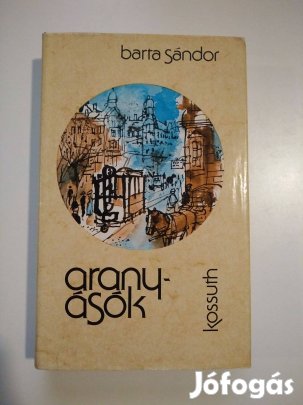 barta sándor
arany-
ásók
kossuth
Jófogás